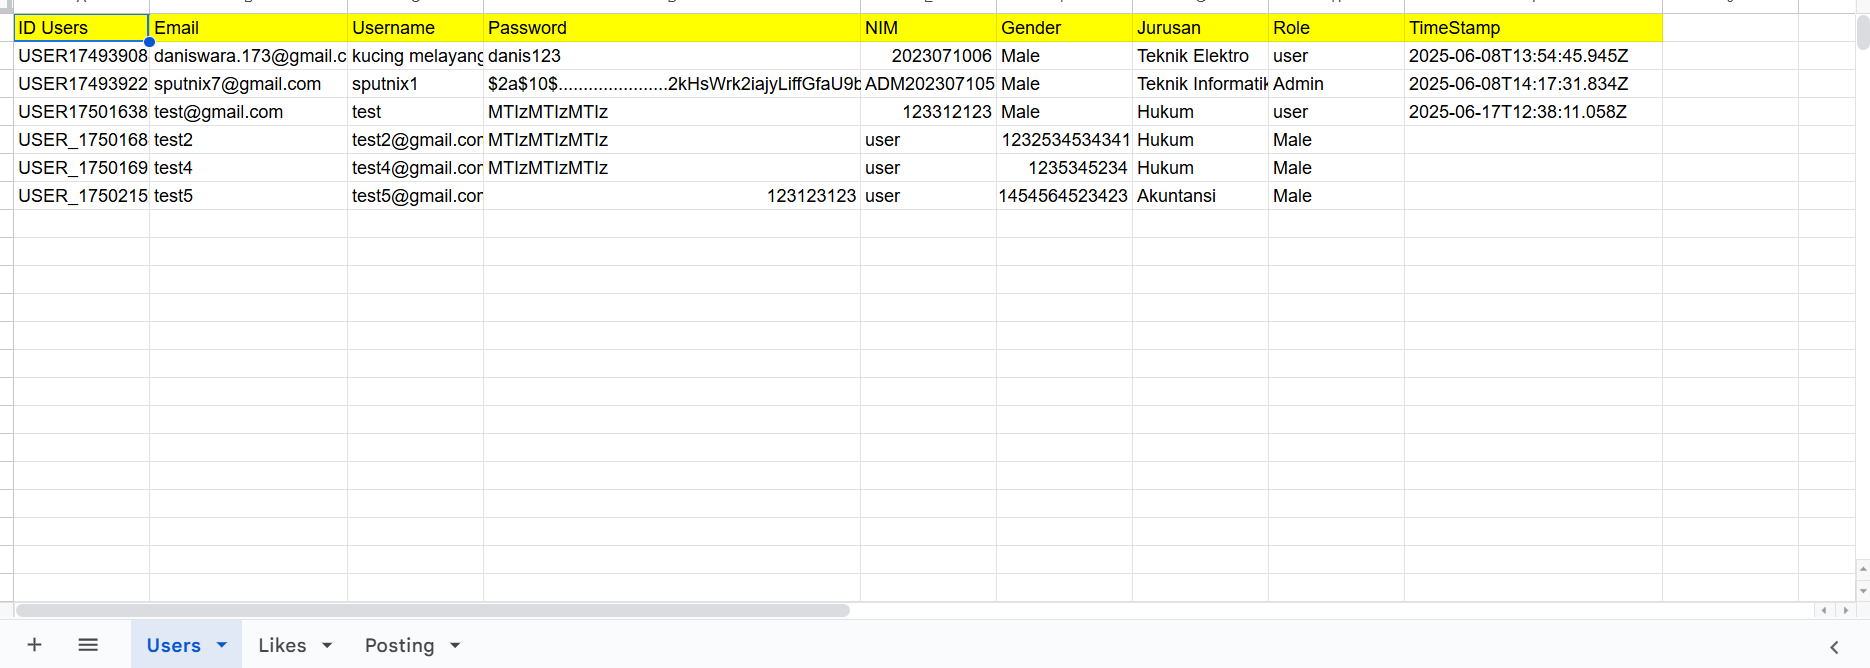 ID Users Email Username Password NIM Gender Jurusan Role TimeStamp
USER17493908 daniswara.173@gmail.c kucing melayang danis123 2023071006 Male Teknik Elektro user 2025-06-08T13:54:45.945Z
USER17493922 sputnix7@gmail.com sputnix1 $2a$10$......................2kHsWrk2iajyLiffGfaU9b ADM202307105 Male Teknik Informatik Admin 2025-06-08T14:17:31.834Z
USER17501638 test@gmail.com test MTIzMTIzMTIz 123312123 Male Hukum user 2025-06-17T12:38:11.058Z
USER_1750168 test2 test2@gmail.com MTIzMTIzMTIz user 1232534534341 Hukum Male
USER_1750169 test4 test4@gmail.com MTIzMTIzMTIz user 1235345234 Hukum Male
USER_1750215 test5 test5@gmail.com 123123123 user 1454564523423 Akuntansi Male
Users Likes Posting